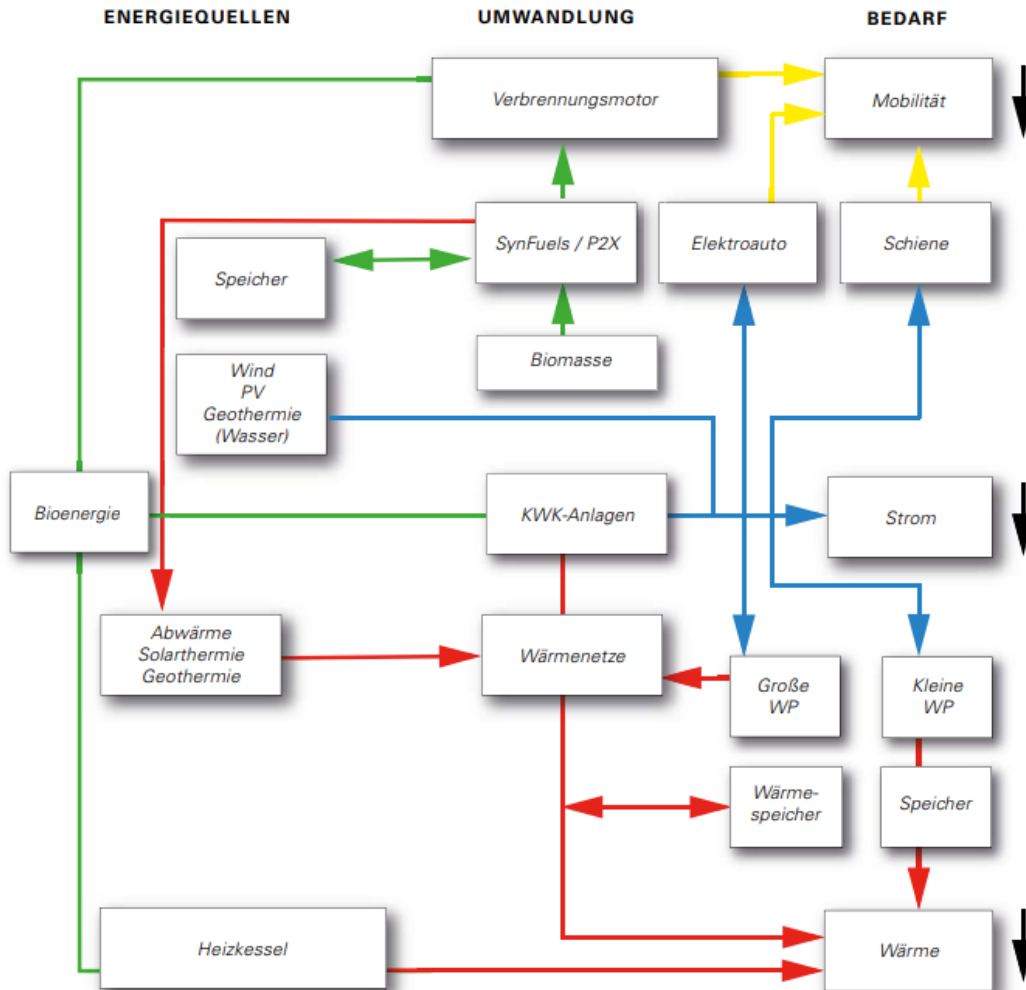 ENERGIEQUELLEN
UMWANDLUNG
BEDARF
Verbrennungsmotor
Mobilität
SynFuels / P2X
Elektroauto
Schiene
Speicher
Biomasse
Wind
PV
Geothermie
(Wasser)
Bioenergie
KWK-Anlagen
Strom
Abwärme
Solarthermie
Geothermie
Wärmenetze
Große
WP
Kleine
WP
Wärme-
speicher
Speicher
Heizkessel
Wärme